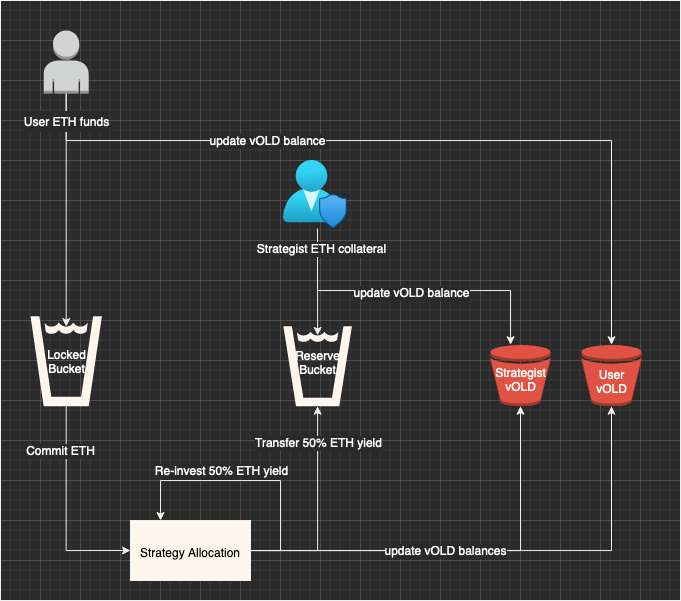 User ETH funds
update vOLD balance
Strategist ETH collateral
update vOLD balance
Locked
Bucket
Reserve
Bucket
Strategist
vOLD
User
vOLD
Commit ETH
Transfer 50% ETH yield
Re-invest 50% ETH yield
Strategy Allocation
update vOLD balances